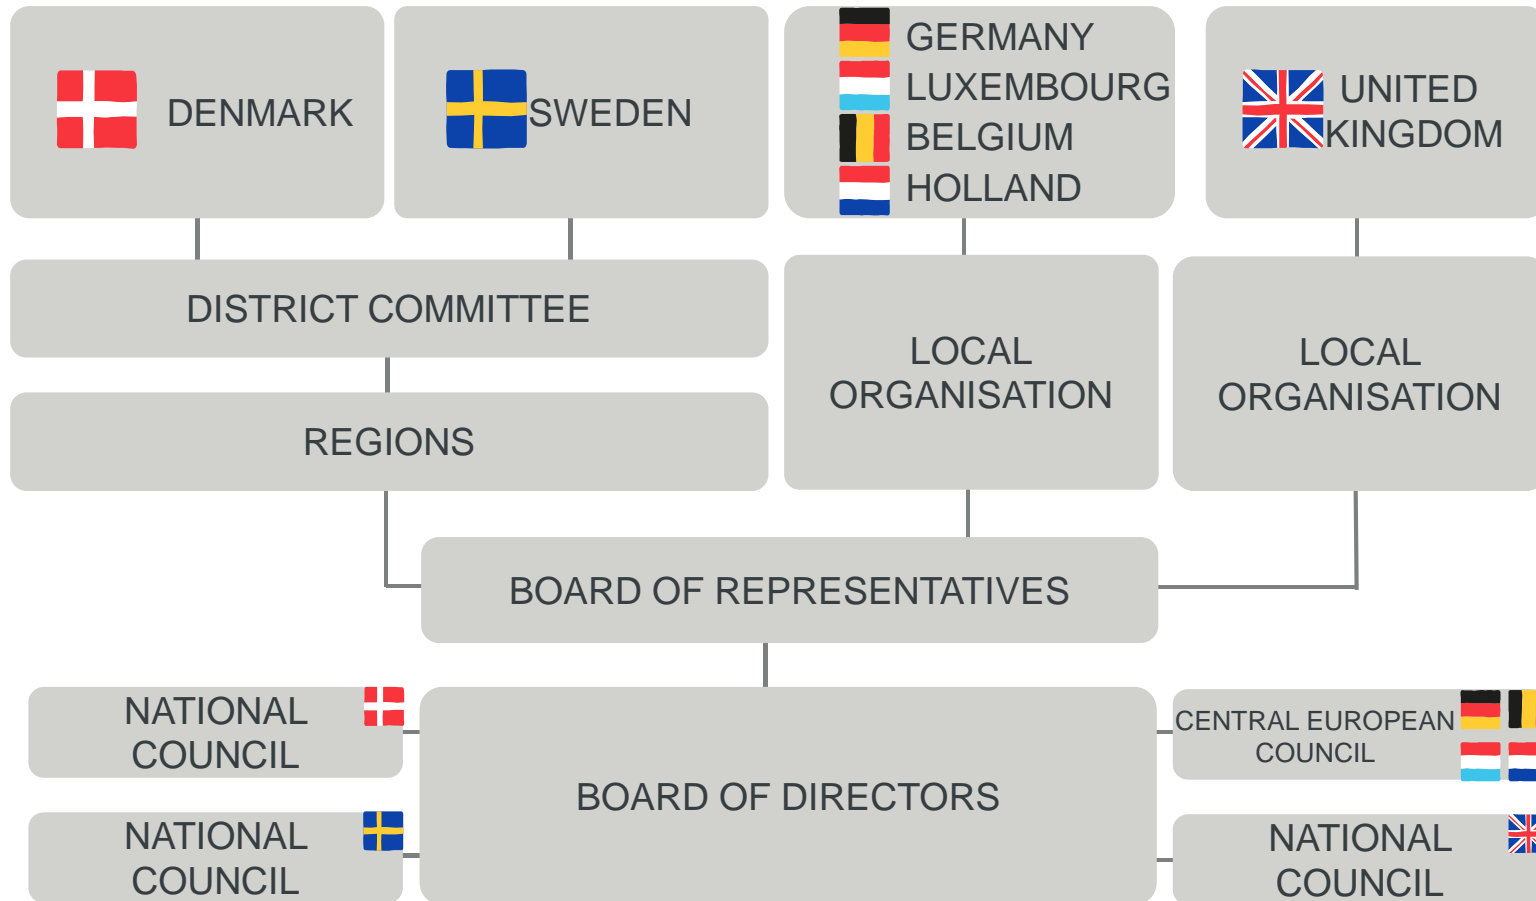 DENMARK
SWEDEN
GERMANY
LUXEMBOURG
BELGIUM
HOLLAND
UNITED
KINGDOM
DISTRICT COMMITTEE
REGIONS
LOCAL
ORGANISATION
LOCAL
ORGANISATION
BOARD OF REPRESENTATIVES
NATIONAL
COUNCIL
NATIONAL
COUNCIL
BOARD OF DIRECTORS
CENTRAL EUROPEAN
COUNCIL
NATIONAL
COUNCIL